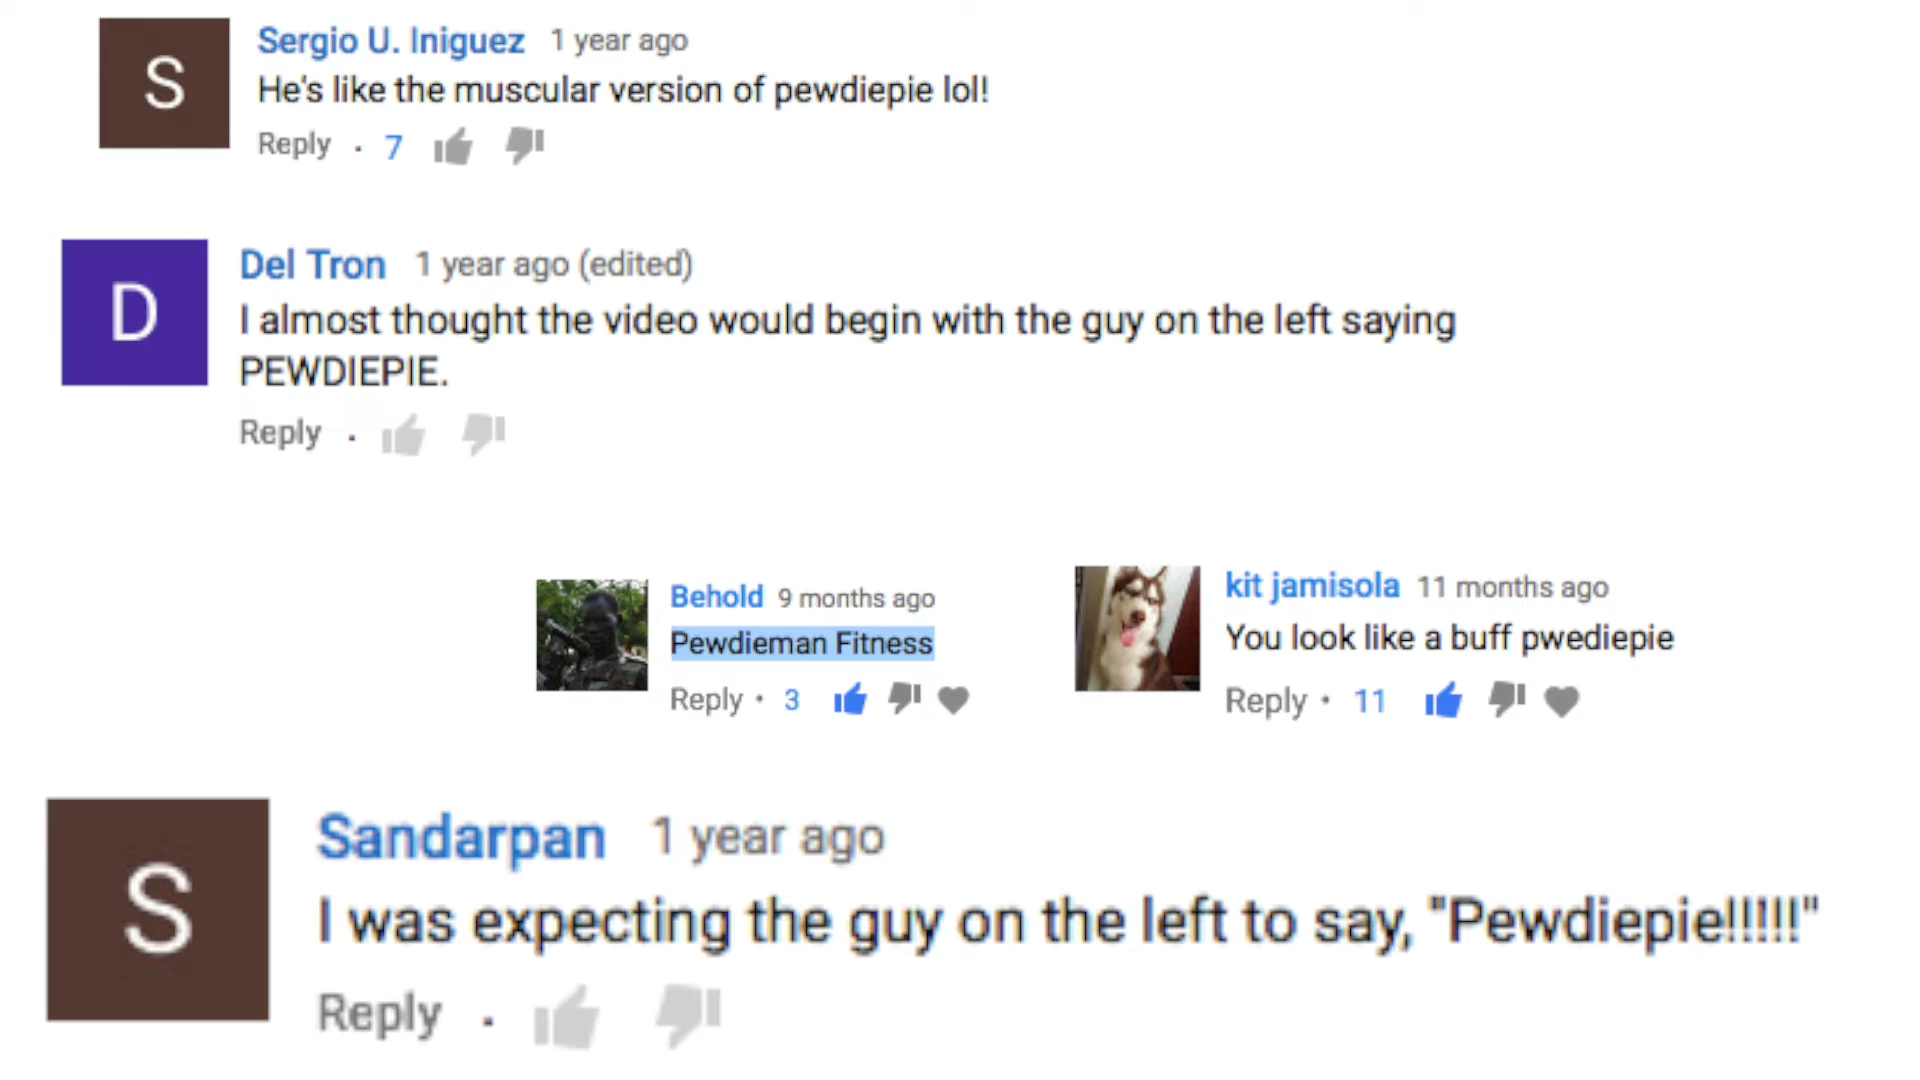 S
Sergio U. Iniguez 1 year ago
He's like the muscular version of pewdiepie lol!
Reply · 7
D
Del Tron 1 year ago (edited)
I almost thought the video would begin with the guy on the left saying
PEWDIEPIE.
Reply ·
Behold 9 months ago
Pewdieman Fitness
Reply · 3
kit jamisola 11 months ago
You look like a buff pwediepie
Reply · 11
S
Sandarpan 1 year ago
I was expecting the guy on the left to say, "Pewdiepie!!!!!"
Reply ·